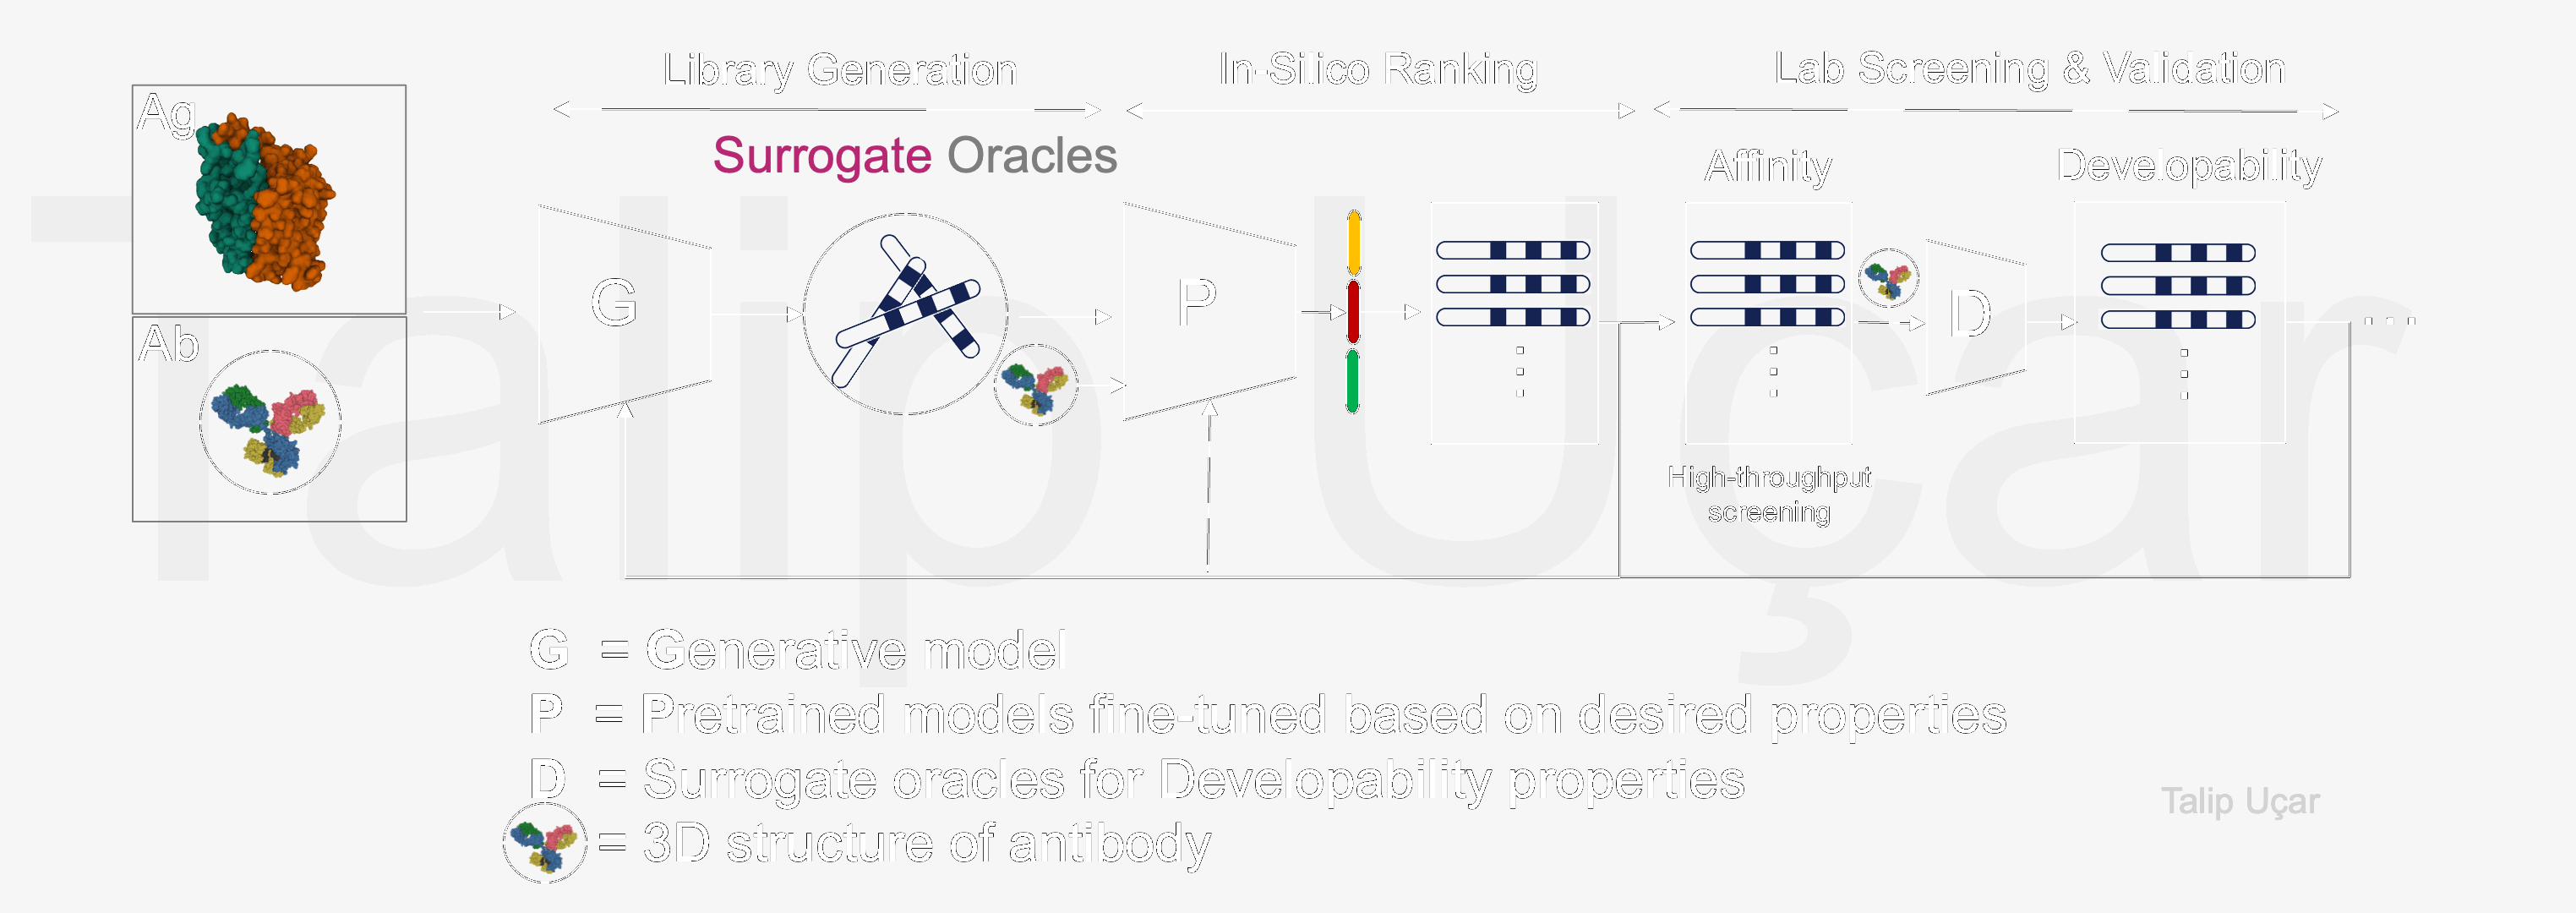 Library Generation
In-Silico Ranking
Lab Screening & Validation
Ag
Surrogate Oracles
Affinity
Developability
G
P
D
Ab
High-throughput
screening
G = Generative model
P = Pretrained models fine-tuned based on desired properties
D = Surrogate oracles for Developability properties
= 3D structure of antibody
Talip Uçar
Talip Uçar